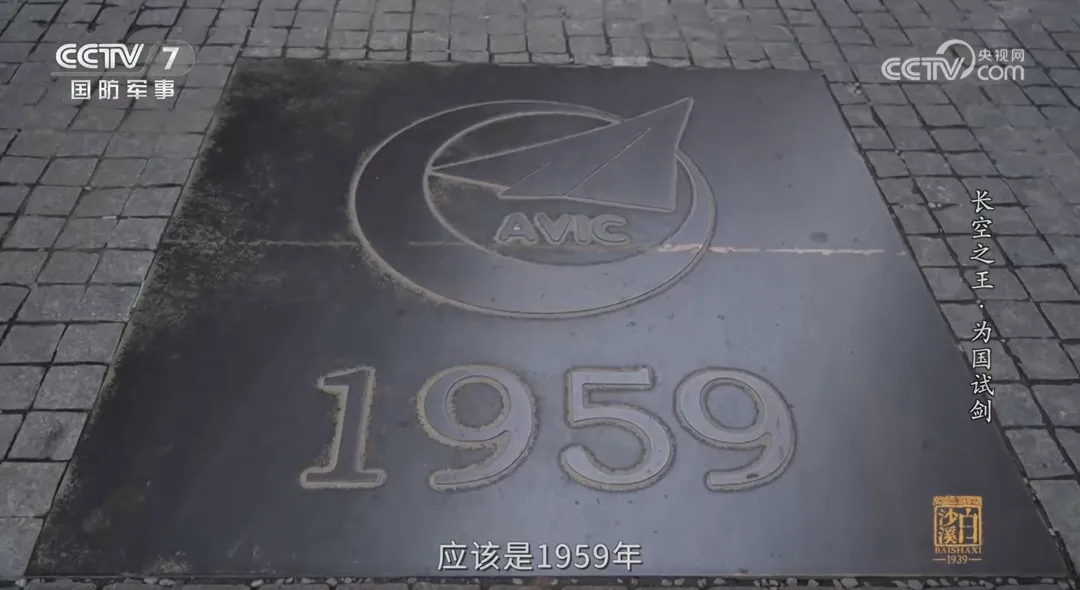 CCTV 7
国防军事
央视网
CCTV.com
长空之王·为国试剑
AVIC
1959
白沙溪
BAISHAXI
1939
应该是1959年